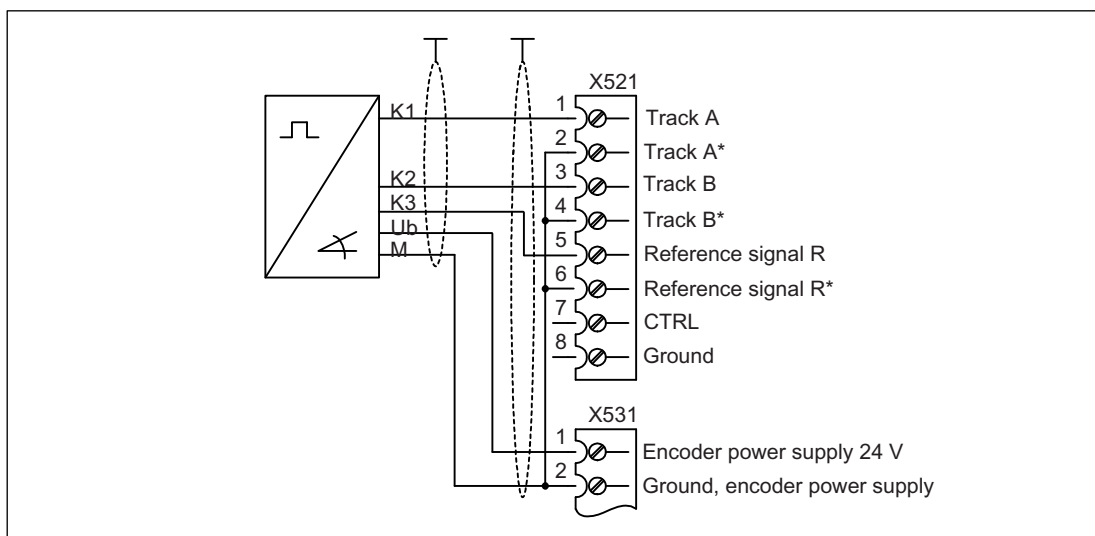 X521
K1
1
Track A
2
Track A*
K2
3
Track B
K3
4
Track B*
Ub
5
Reference signal R
M
6
Reference signal R*
7
CTRL
8
Ground
X531
1
Encoder power supply 24 V
2
Ground, encoder power supply